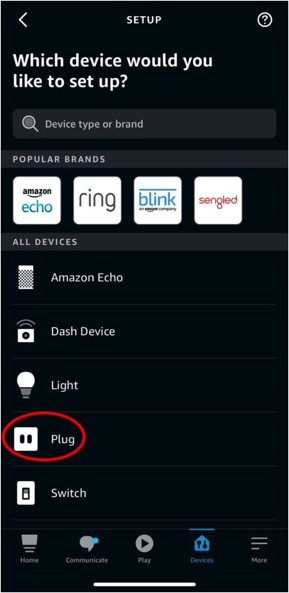 SETUP
Which device would you
like to set up?
Device type or brand
POPULAR BRANDS
amazon
echo
ring
blink
an amazon company
sengled
ALL DEVICES
Amazon Echo
Dash Device
Light
Plug
Switch
Home
Communicate
Play
Devices
More